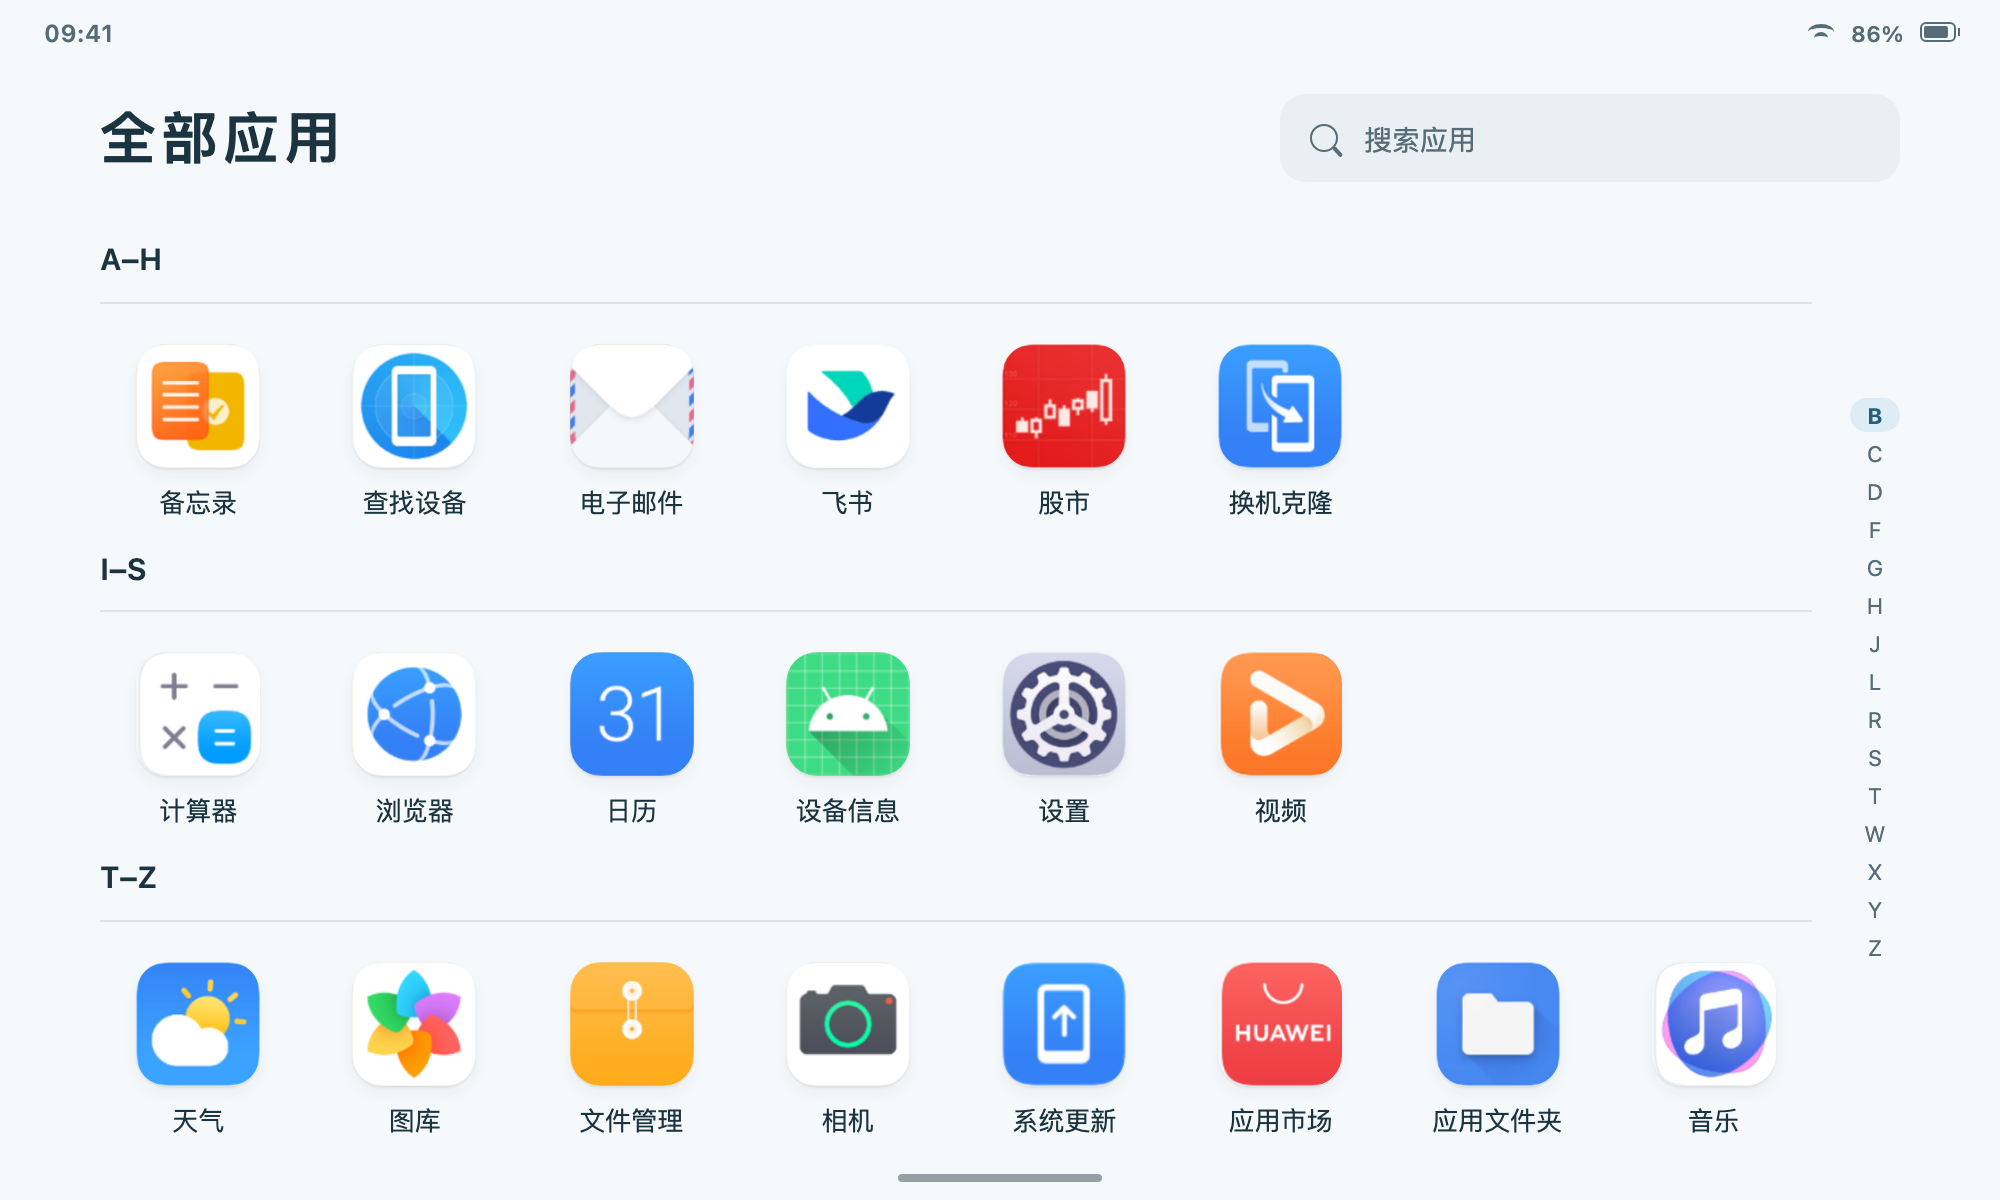 09:41
86%
全部应用
搜索应用
A–H
备忘录 查找设备 电子邮件 飞书 股市 换机克隆
I–S
31
计算器 浏览器 日历 设备信息 设置 视频
T–Z
HUAWEI
天气 图库 文件管理 相机 系统更新 应用市场 应用文件夹 音乐
B
C
D
F
G
H
J
L
R
S
T
W
X
Y
Z